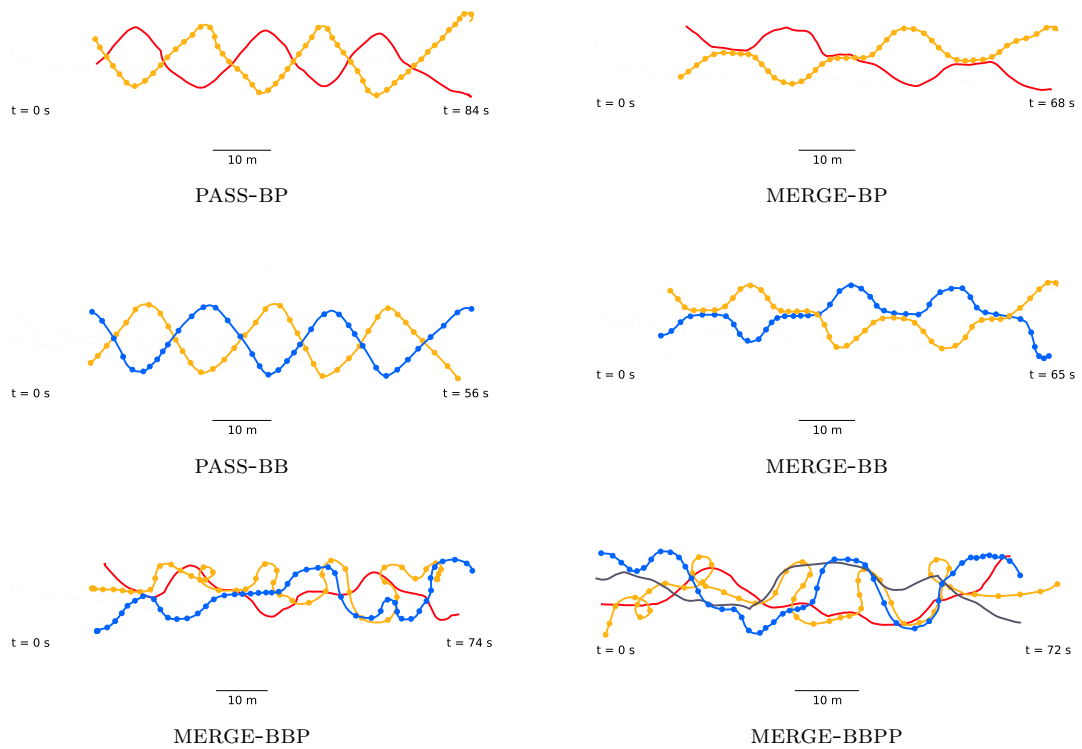 t = 0 s
t = 84 s
10 m
PASS-BP
t = 0 s
t = 68 s
10 m
MERGE-BP
t = 0 s
t = 56 s
10 m
PASS-BB
t = 0 s
t = 65 s
10 m
MERGE-BB
t = 0 s
t = 74 s
10 m
MERGE-BBP
t = 0 s
t = 72 s
10 m
MERGE-BBPP